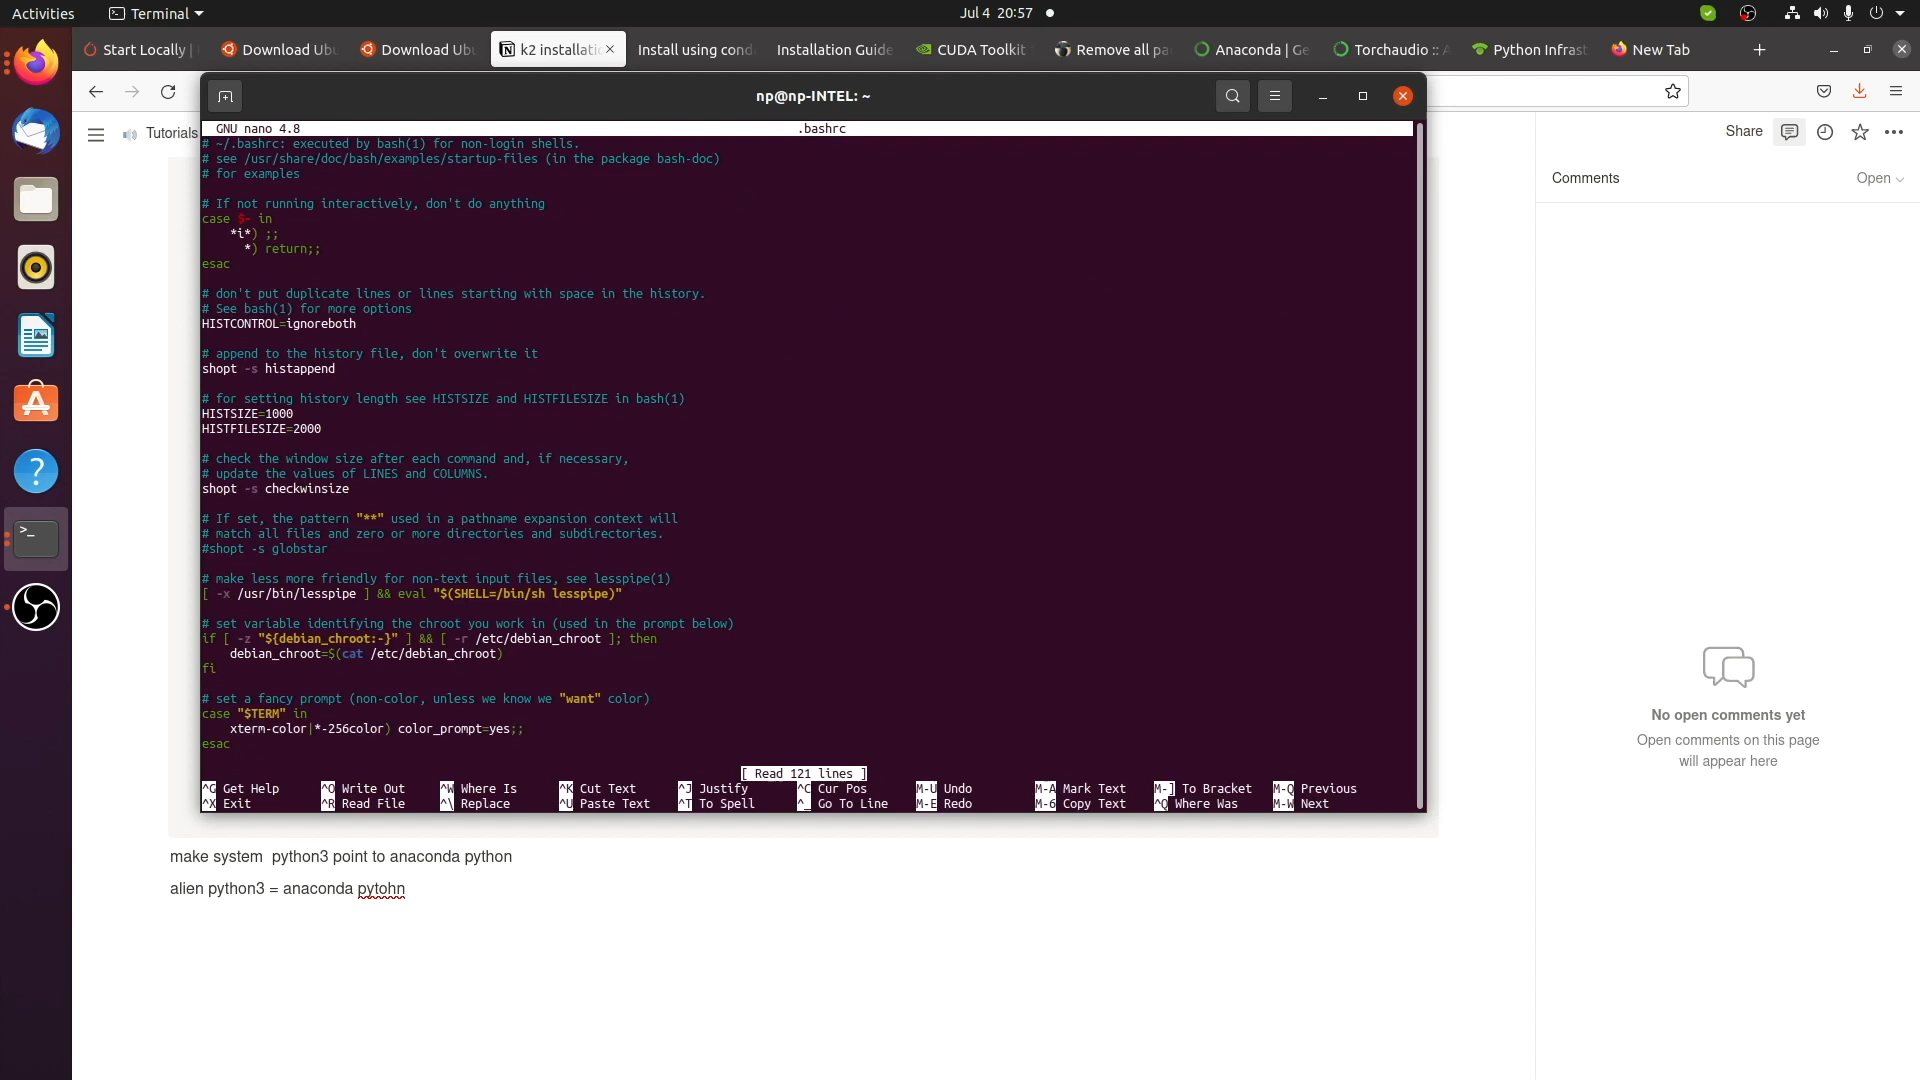 Activities
Terminal
Jul 4 20:57
Start Locally |
Download Ubu
Download Ubu
k2 installatio
Install using cond
Installation Guide
CUDA Toolkit
Remove all pa
Anaconda | Ge
Torchaudio :: A
Python Infrast
New Tab
np@np-INTEL: ~
Tutorials
Share
Comments
Open
GNU nano 4.8
.bashrc
# ~/.bashrc: executed by bash(1) for non-login shells.
# see /usr/share/doc/bash/examples/startup-files (in the package bash-doc)
# for examples
# If not running interactively, don't do anything
case $- in
*i*) ;;
*) return;;
esac
# don't put duplicate lines or lines starting with space in the history.
# See bash(1) for more options
HISTCONTROL=ignoreboth
# append to the history file, don't overwrite it
shopt -s histappend
# for setting history length see HISTSIZE and HISTFILESIZE in bash(1)
HISTSIZE=1000
HISTFILESIZE=2000
# check the window size after each command and, if necessary,
# update the values of LINES and COLUMNS.
shopt -s checkwinsize
# If set, the pattern "**" used in a pathname expansion context will
# match all files and zero or more directories and subdirectories.
#shopt -s globstar
# make less more friendly for non-text input files, see lesspipe(1)
[ -x /usr/bin/lesspipe ] && eval "$(SHELL=/bin/sh lesspipe)"
# set variable identifying the chroot you work in (used in the prompt below)
if [ -z "${debian_chroot:-}" ] && [ -r /etc/debian_chroot ]; then
debian_chroot=$(cat /etc/debian_chroot)
fi
# set a fancy prompt (non-color, unless we know we "want" color)
case "$TERM" in
xterm-color|*-256color) color_prompt=yes;;
esac
[ Read 121 lines ]
^G Get Help ^O Write Out ^W Where Is ^K Cut Text ^J Justify ^C Cur Pos M-U Undo M-A Mark Text M-] To Bracket M-Q Previous
^X Exit ^R Read File ^\ Replace ^U Paste Text ^T To Spell ^_ Go To Line M-E Redo M-6 Copy Text ^Q Where Was M-W Next
No open comments yet
Open comments on this page
will appear here
make system python3 point to anaconda python
alien python3 = anaconda pytohn